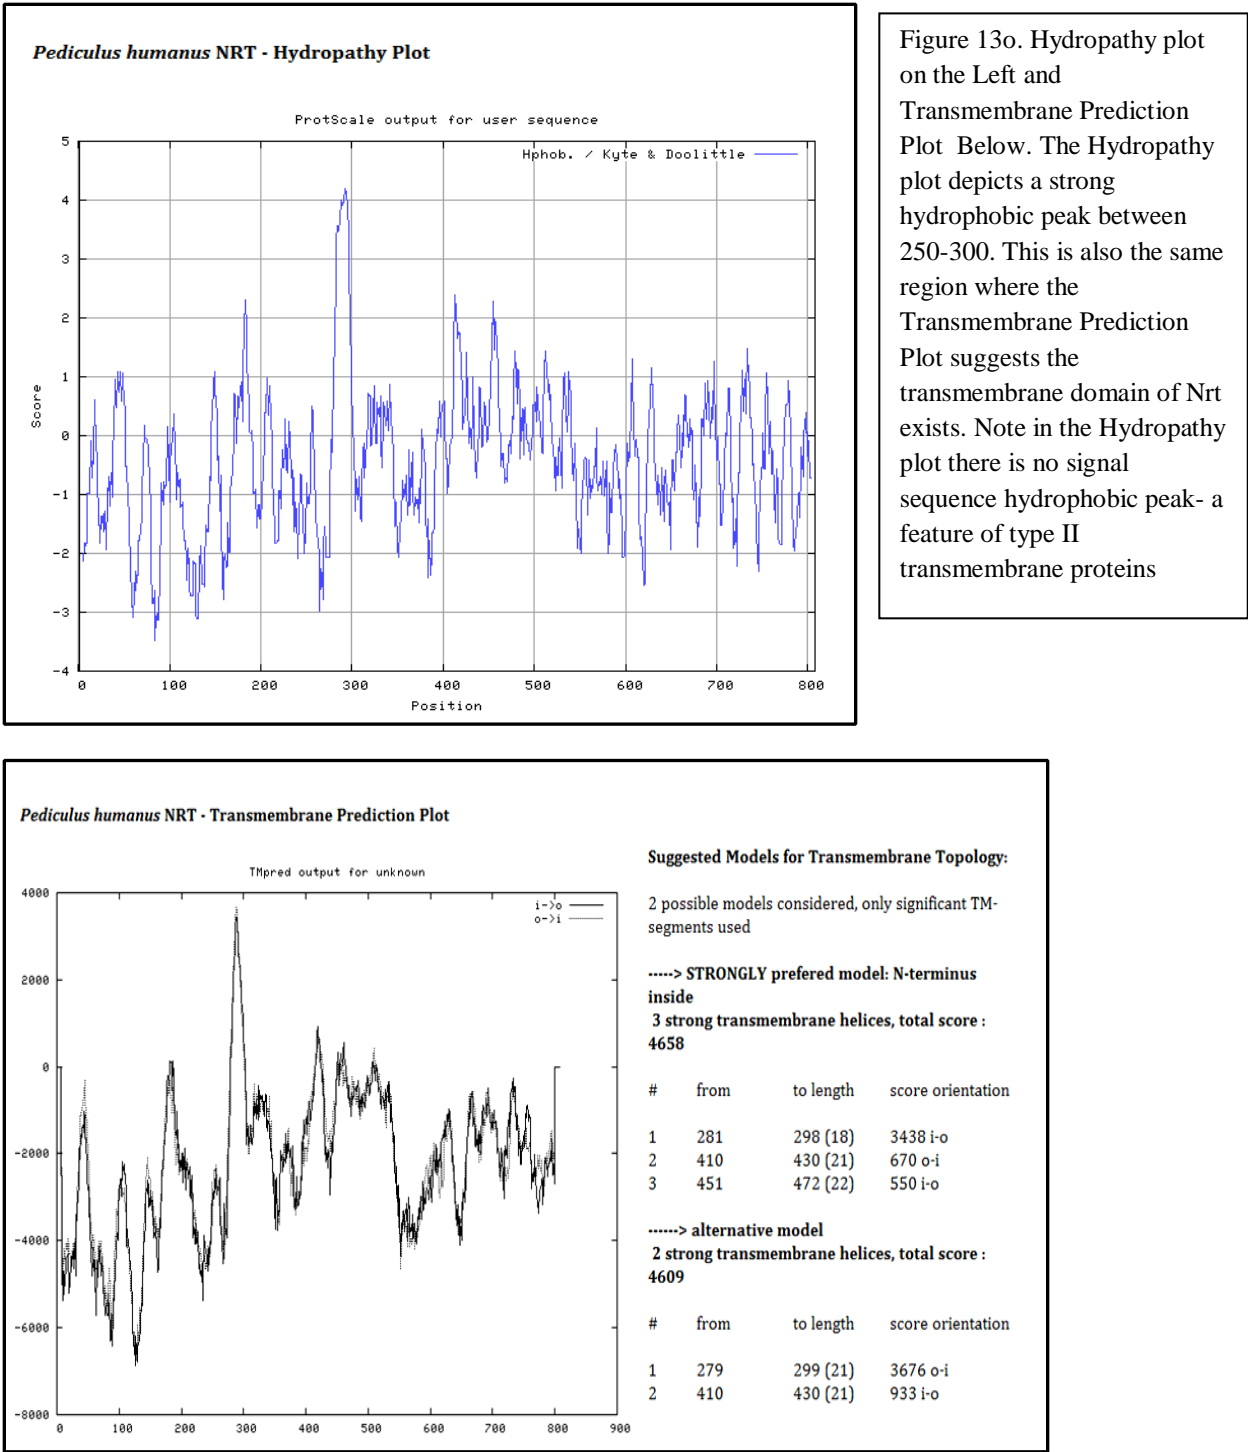 Pediculus humanus NRT - Hydropathy Plot
ProtScale output for user sequence
Hphob. / Kyte & Doolittle
5
4
3
2
1
0
-1
-2
-3
-4
Score
0 100 200 300 400 500 600 700 800
Position
Figure 13o. Hydropathy plot
on the Left and
Transmembrane Prediction
Plot Below. The Hydropathy
plot depicts a strong
hydrophobic peak between
250-300. This is also the same
region where the
Transmembrane Prediction
Plot suggests the
transmembrane domain of Nrt
exists. Note in the Hydropathy
plot there is no signal
sequence hydrophobic peak- a
feature of type II
transmembrane proteins
Pediculus humanus NRT - Transmembrane Prediction Plot
TMpred output for unknown
i->o
o->i
4000
2000
0
-2000
-4000
-6000
-8000
0 100 200 300 400 500 600 700 800 900
Suggested Models for Transmembrane Topology:
2 possible models considered, only significant TM-
segments used
-----> STRONGLY prefered model: N-terminus
inside
3 strong transmembrane helices, total score :
4658
# from to length score orientation
1 281 298 (18) 3438 i-o
2 410 430 (21) 670 o-i
3 451 472 (22) 550 i-o
------> alternative model
2 strong transmembrane helices, total score :
4609
# from to length score orientation
1 279 299 (21) 3676 o-i
2 410 430 (21) 933 i-o